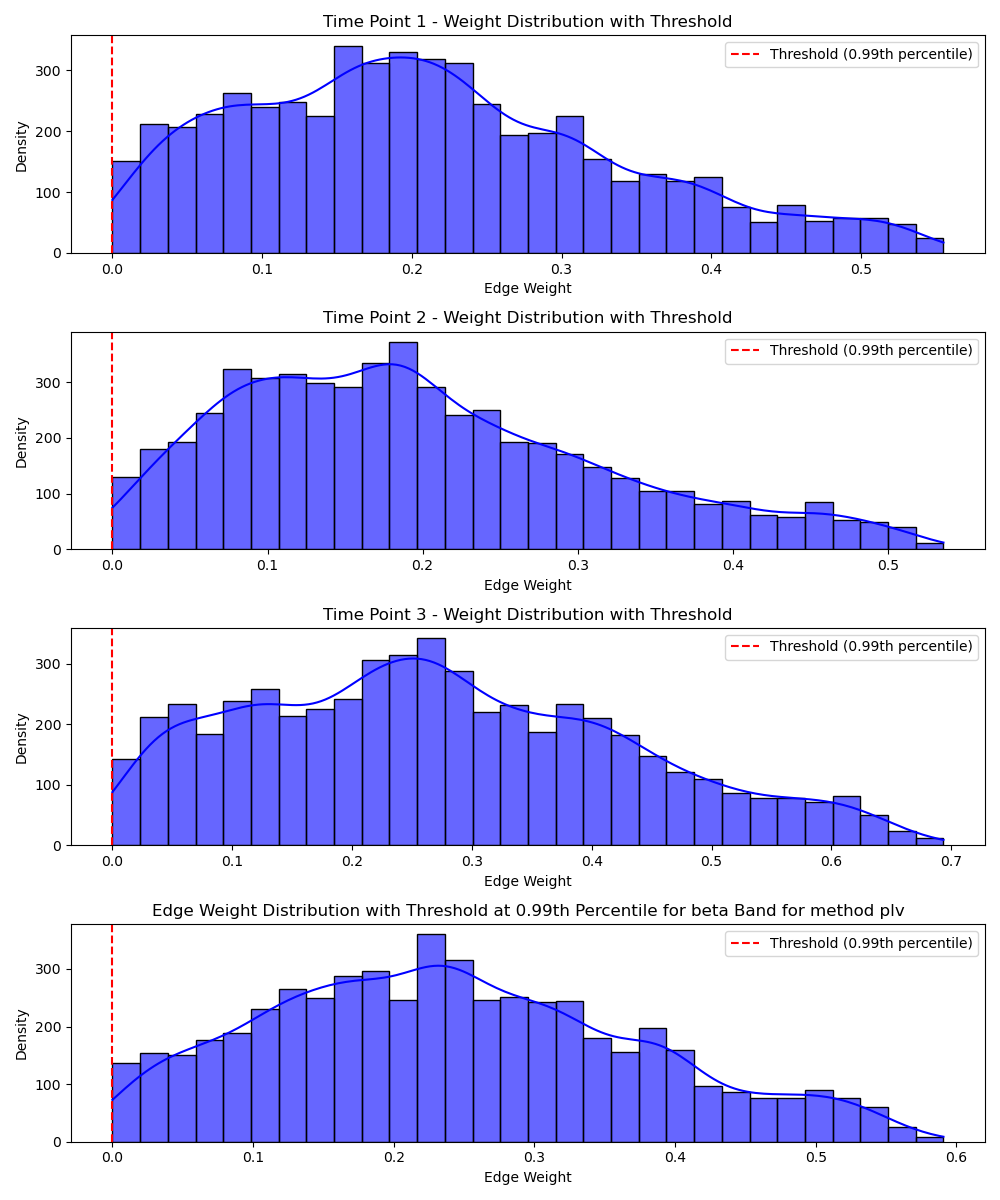 Time Point 1 - Weight Distribution with Threshold
Threshold (0.99th percentile)
Density
300
200
100
0
0.0 0.1 0.2 0.3 0.4 0.5
Edge Weight
Time Point 2 - Weight Distribution with Threshold
Threshold (0.99th percentile)
Density
300
200
100
0
0.0 0.1 0.2 0.3 0.4 0.5
Edge Weight
Time Point 3 - Weight Distribution with Threshold
Threshold (0.99th percentile)
Density
300
200
100
0
0.0 0.1 0.2 0.3 0.4 0.5 0.6 0.7
Edge Weight
Edge Weight Distribution with Threshold at 0.99th Percentile for beta Band for method plv
Threshold (0.99th percentile)
Density
300
200
100
0
0.0 0.1 0.2 0.3 0.4 0.5 0.6
Edge Weight